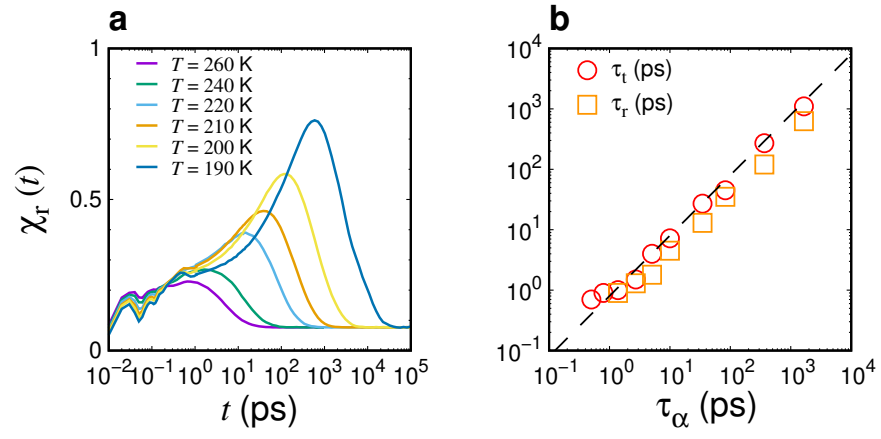 a
1
0.5
0
χr (t)
T = 260 K
T = 240 K
T = 220 K
T = 210 K
T = 200 K
T = 190 K
10−2 10−1 100 101 102 103 104 105
t (ps)
b
104
103
102
101
100
10−1
τt (ps)
τr (ps)
10−1 100 101 102 103 104
τα (ps)